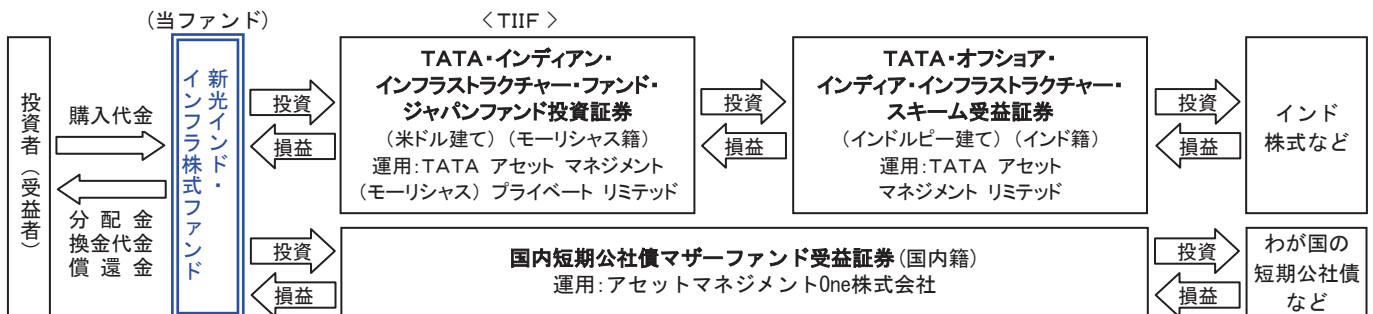 (当ファンド)
<TIIF>
投資者(受益者)
購入代金
分配金
換金代金
償還金
新光インド・
インフラ株式ファンド
投資
損益
TATA・インディアン・
インフラストラクチャー・ファンド・
ジャパンファンド投資証券
(米ドル建て)(モーリシャス籍)
運用:TATA アセット マネジメント
(モーリシャス) プライベート リミテッド
投資
損益
TATA・オフショア・
インディア・インフラストラクチャー・
スキーム受益証券
(インドルピー建て)(インド籍)
運用:TATA アセット
マネジメント リミテッド
投資
損益
インド
株式など
投資
損益
国内短期公社債マザーファンド受益証券(国内籍)
運用:アセットマネジメントOne株式会社
投資
損益
わが国の
短期公社債
など